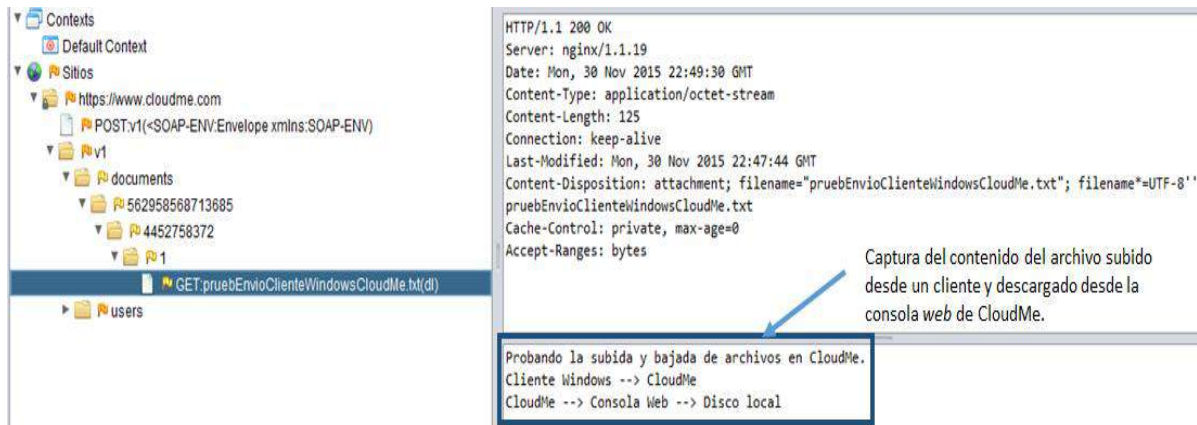 Contexts
Default Context
Sitios
https://www.cloudme.com
POST:v1(<SOAP-ENV:Envelope xmlns:SOAP-ENV)
v1
documents
562958568713685
4452758372
1
GET:pruebEnvioClienteWindowsCloudMe.txt(dl)
users
HTTP/1.1 200 OK
Server: nginx/1.1.19
Date: Mon, 30 Nov 2015 22:49:30 GMT
Content-Type: application/octet-stream
Content-Length: 125
Connection: keep-alive
Last-Modified: Mon, 30 Nov 2015 22:47:44 GMT
Content-Disposition: attachment; filename="pruebEnvioClienteWindowsCloudMe.txt"; filename*=UTF-8''
pruebEnvioClienteWindowsCloudMe.txt
Cache-Control: private, max-age=0
Accept-Ranges: bytes
Captura del contenido del archivo subido
desde un cliente y descargado desde la
consola web de CloudMe.
Probando la subida y bajada de archivos en CloudMe.
Cliente Windows --> CloudMe
CloudMe --> Consola Web --> Disco local